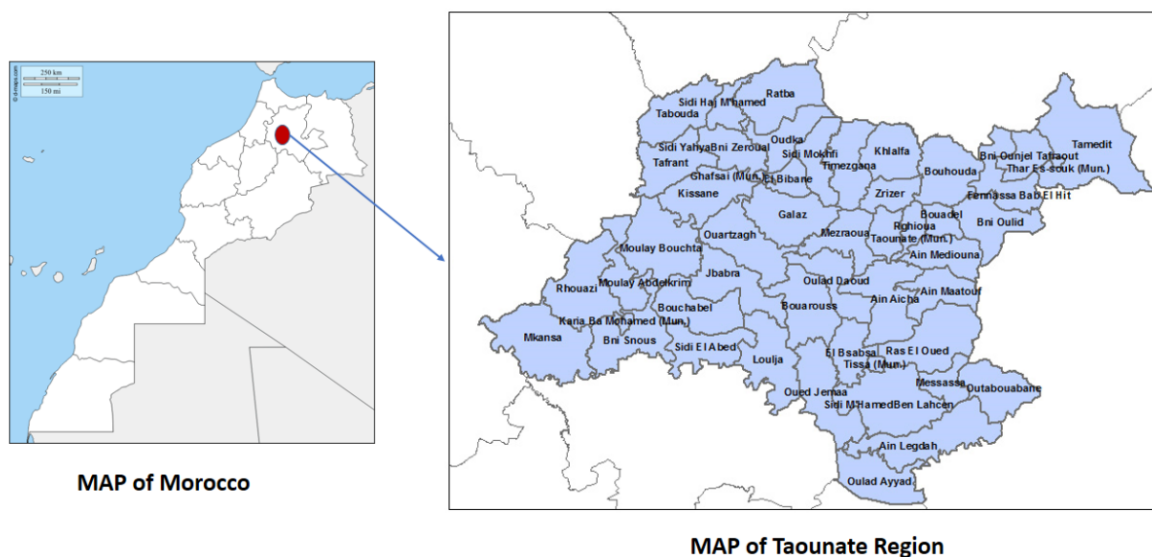 250 km
150 mi
© d-maps.com
MAP of Morocco
Ratba
Sidi Haj M'hamed
Tabouda
Tamedit
Oudka
Sidi Yahya
Bni Zeroual
Sidi Mokhfi
Khlalfa
Bni Ounjel Tafraout
Tafrant
Timezgana
Thar Es-souk (Mun.)
Ghafsai (Mun.)
El Bibane
Bouhouda
Kissane
Zrizer
Fennassa Bab El Hit
Galaz
Bouadel
Bni Oulid
Rghioua
Ouartzagh
Mezraoua
Taounate (Mun.)
Moulay Bouchta
Ain Mediouna
Jbabra
Oulad Daoud
Rhouazi
Moulay Abdelkrim
Ain Maatouf
Ain Aicha
Bouchabel
Bouarouss
Karia Ba Mohamed (Mun.)
Mkansa
Bni Snous
Sidi El Abed
El Bsabsa
Ras El Oued
Loulja
Tissa (Mun.)
Messassa
Outabouabane
Oued Jemaa
Sidi M'Hamed Ben Lahcen
Ain Legdah
Oulad Ayyad
MAP of Taounate Region